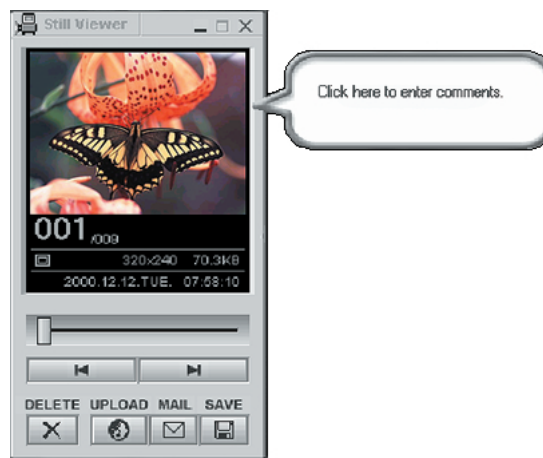 Still Viewer
Click here to enter comments.
001/009
320x240 70.3KB
2000.12.12.TUE. 07:58:10
DELETE UPLOAD MAIL SAVE